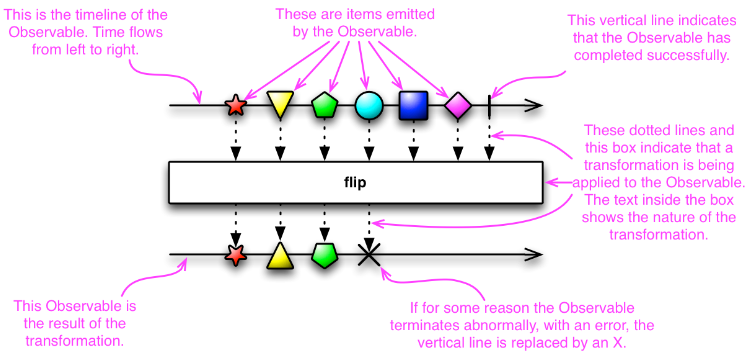 This is the timeline of the
Observable. Time flows
from left to right.
These are items emitted
by the Observable.
This vertical line indicates
that the Observable has
completed successfully.
These dotted lines and
this box indicate that a
transformation is being
applied to the Observable.
The text inside the box
shows the nature of the
transformation.
flip
This Observable is
the result of the
transformation.
If for some reason the Observable
terminates abnormally, with an error, the
vertical line is replaced by an X.